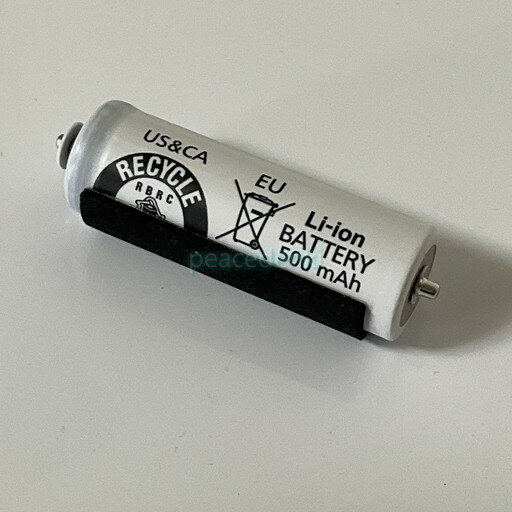 US&CA
RECYCLE
RBRC
EU
Li-ion
BATTERY
500 mAh